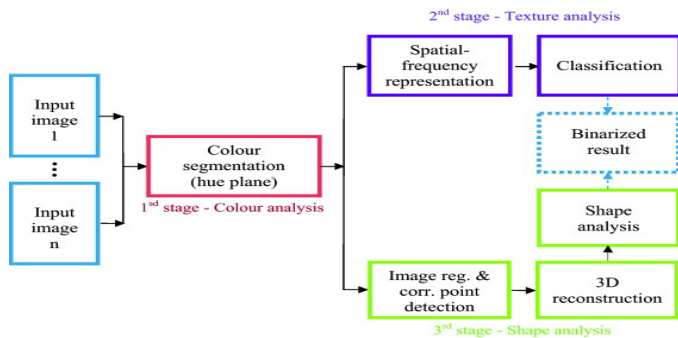 2nd stage - Texture analysis
Spatial-
frequency
representation
Classification
Input
image
1
Colour
segmentation
(hue plane)
Binarized
result
1nd stage - Colour analysis
Input
image
n
Shape
analysis
Image reg. &
corr. point
detection
3D
reconstruction
3rd stage - Shape analysis